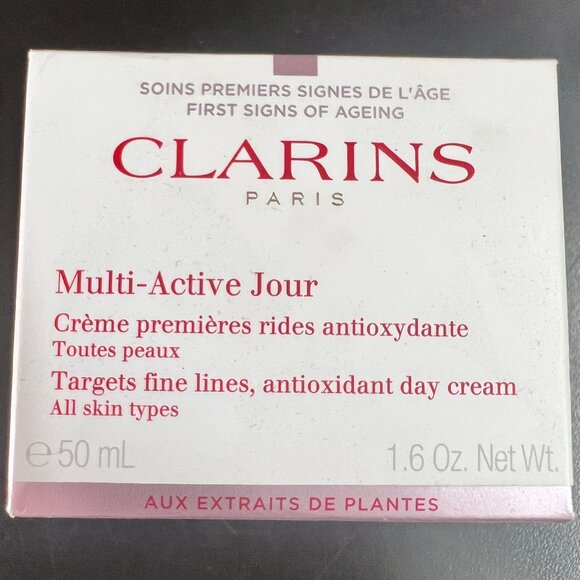 SOINS PREMIERS SIGNES DE L'ÂGE
FIRST SIGNS OF AGEING
CLARINS
PARIS
Multi-Active Jour
Crème premières rides antioxydante
Toutes peaux
Targets fine lines, antioxidant day cream
All skin types
℮50 mL 1.6 Oz. Net Wt.
AUX EXTRAITS DE PLANTES